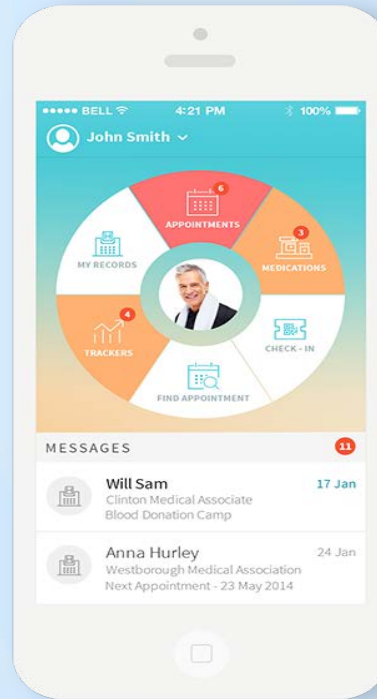 BELL 4:21 PM 100%
John Smith
6
APPOINTMENTS
MY RECORDS
3
MEDICATIONS
4
TRACKERS
CHECK - IN
FIND APPOINTMENT
MESSAGES 11
Will Sam 17 Jan
Clinton Medical Associate
Blood Donation Camp
Anna Hurley 24 Jan
Westborough Medical Association
Next Appointment - 23 May 2014